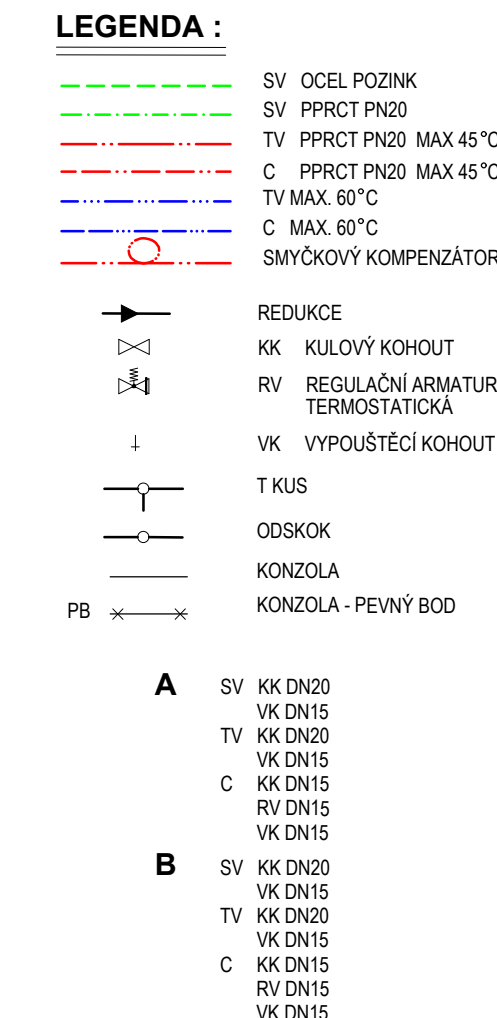 LEGENDA :
SV OCEL POZINK
SV PPRCT PN20
TV PPRCT PN20 MAX 45°C
C PPRCT PN20 MAX 45°C
TV MAX. 60°C
C MAX. 60°C
SMYČKOVÝ KOMPENZÁTOR
REDUKCE
KK KULOVÝ KOHOUT
RV REGULAČNÍ ARMATUR
TERMOSTATICKÁ
VK VYPOUŠTĚCÍ KOHOUT
T KUS
ODSKOK
KONZOLA
PB KONZOLA - PEVNÝ BOD
A SV KK DN20
VK DN15
TV KK DN20
VK DN15
C KK DN15
RV DN15
VK DN15
B SV KK DN20
VK DN15
TV KK DN20
VK DN15
C KK DN15
RV DN15
VK DN15